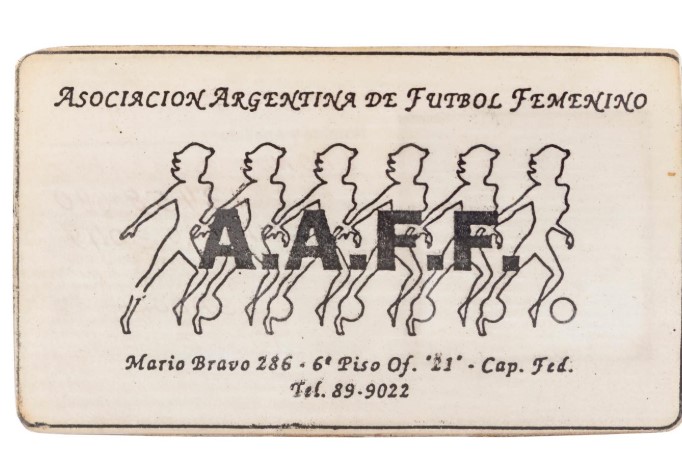 ASOCIACION ARGENTINA DE FUTBOL FEMENINO
A.A.F.F.
Mario Bravo 286 - 6º Piso Of. "21" - Cap. Fed.
Tel. 89-9022